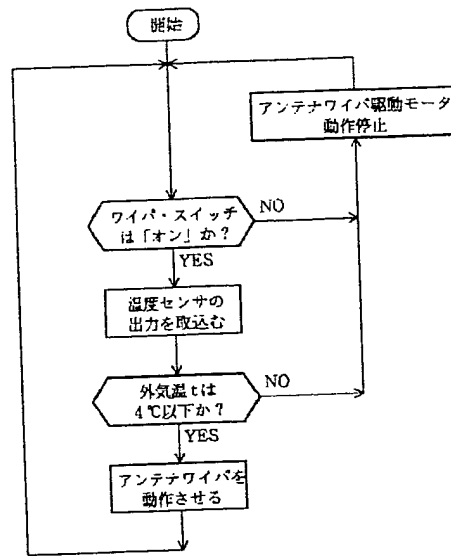 開始
アンテナワイパ駆動モータ
動作停止
ワイパ・スイッチ
は「オン」か?
NO
YES
温度センサの
出力を取込む
外気温tは
4℃以下か?
NO
YES
アンテナワイパを
動作させる